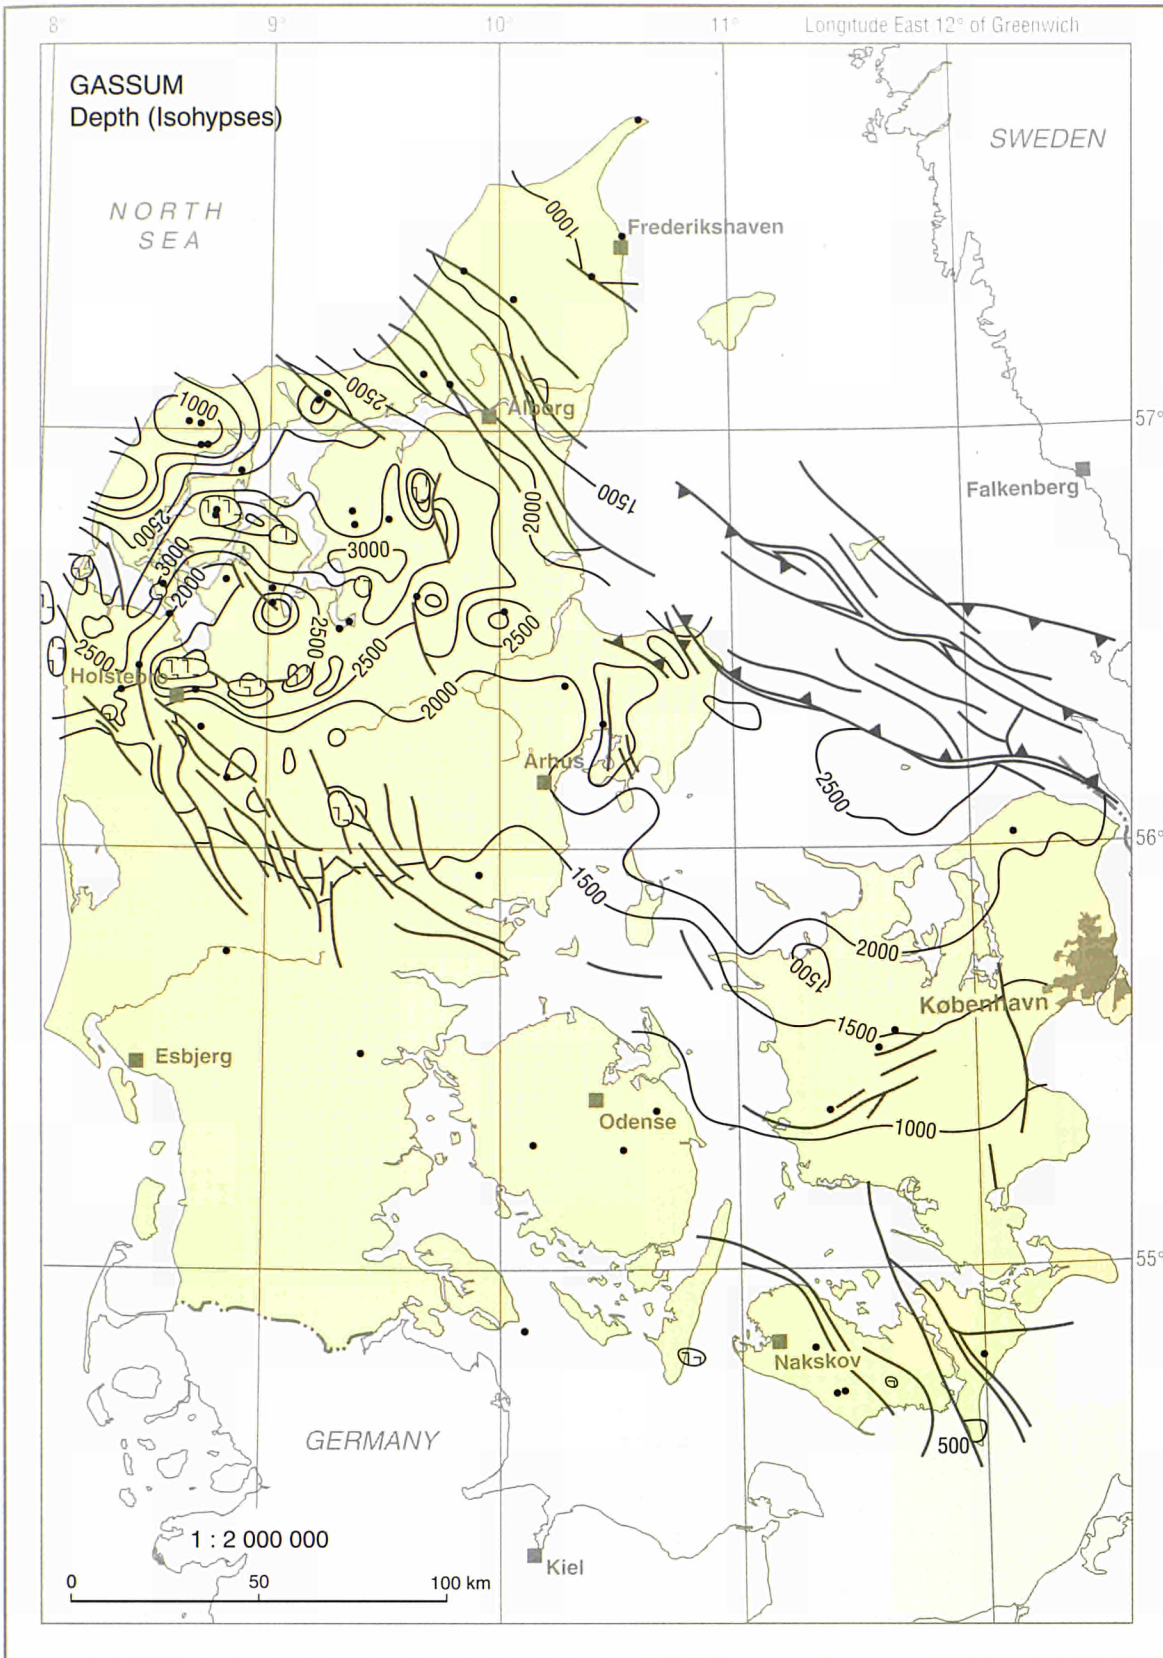 8°
9°
10°
11°
Longitude East 12° of Greenwich
GASSUM
Depth (Isohypses)
SWEDEN
NORTH
SEA
1000
Frederikshaven
2500
1000
Ålborg
57°
Falkenberg
1500
2000
2500
3000
3000
2000
2500
2500
2500
2500
Holstebro
2000
Århus
2500
56°
1500
2000
1500
København
1500
Esbjerg
Odense
1000
55°
Nakskov
GERMANY
500
1 : 2 000 000
Kiel
0
50
100 km